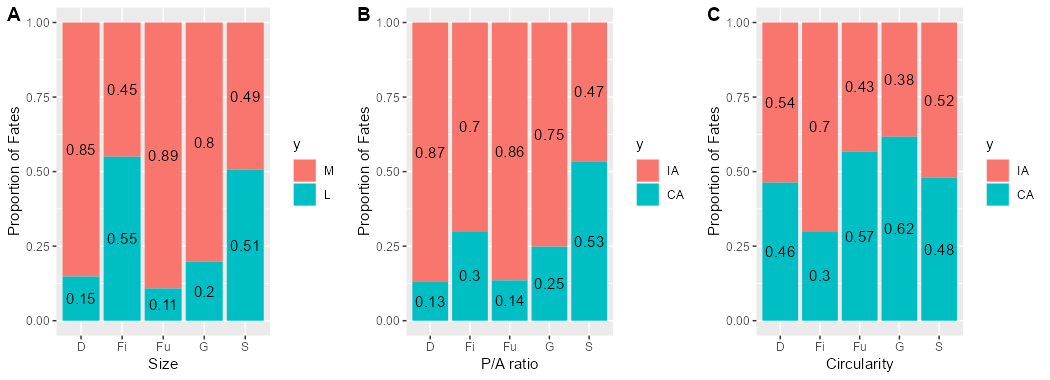 A
Proportion of Fates
1.00
0.75
0.50
0.25
0.00
0.85
0.15
0.45
0.55
0.89
0.11
0.8
0.2
0.49
0.51
D Fi Fu G S
Size
y
M
L
B
Proportion of Fates
1.00
0.75
0.50
0.25
0.00
0.87
0.13
0.7
0.3
0.86
0.14
0.75
0.25
0.47
0.53
D Fi Fu G S
P/A ratio
y
IA
CA
C
Proportion of Fates
1.00
0.75
0.50
0.25
0.00
0.54
0.46
0.7
0.3
0.43
0.57
0.38
0.62
0.52
0.48
D Fi Fu G S
Circularity
y
IA
CA